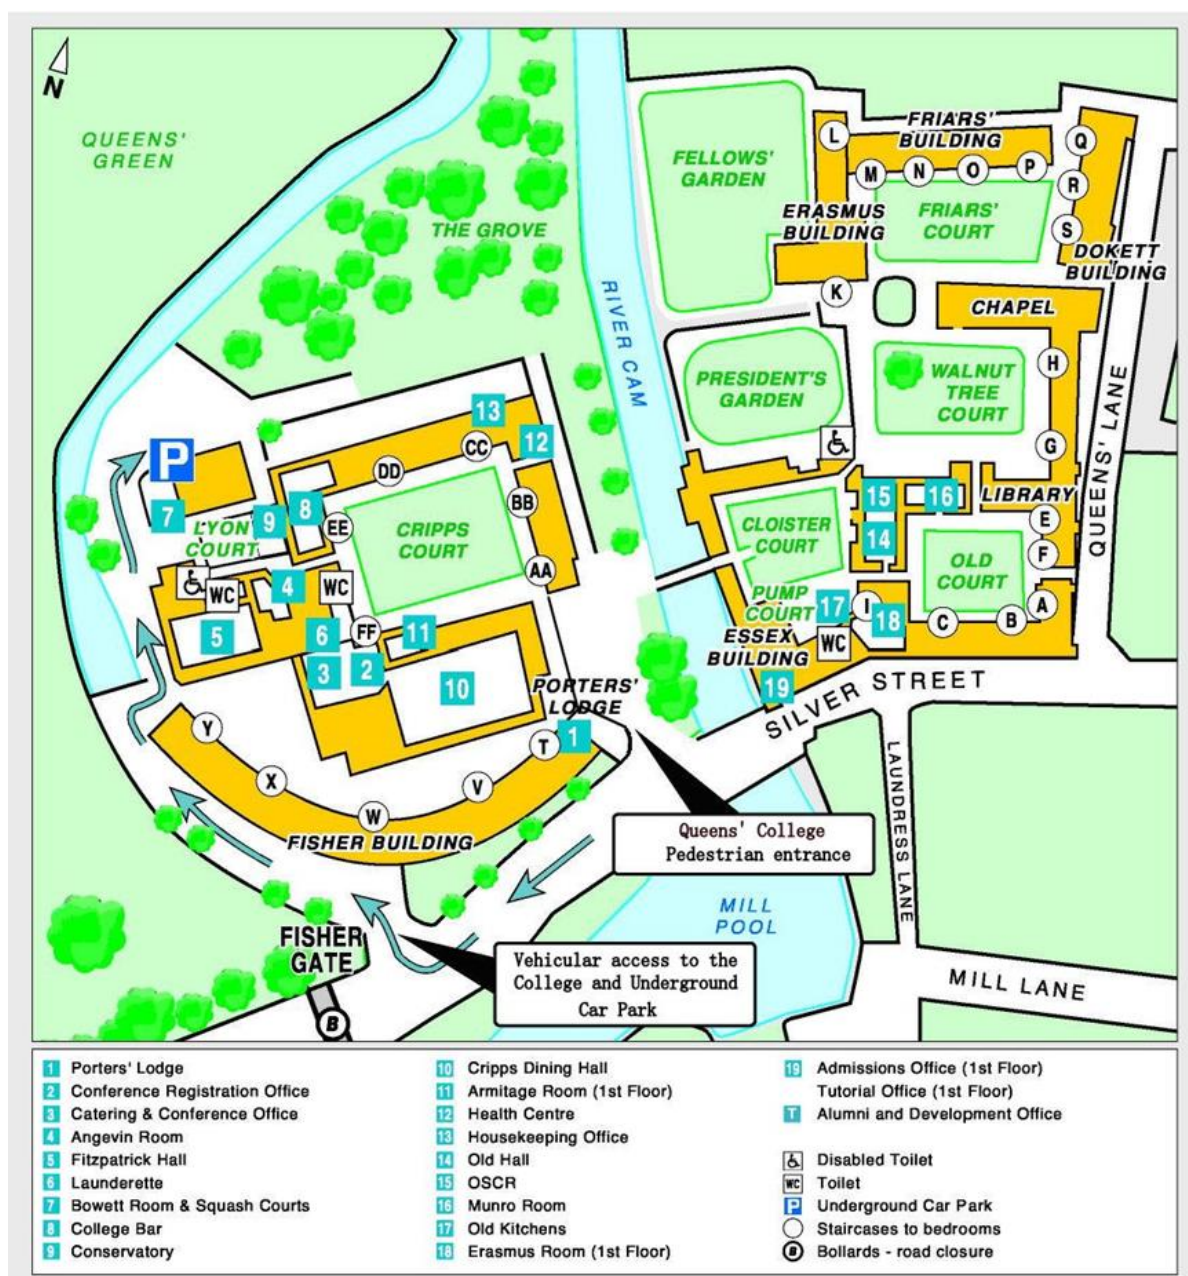 N
QUEENS'
GREEN
THE GROVE
RIVER CAM
FELLOWS'
GARDEN
L
FRIARS'
BUILDING
Q
M
N
O
P
R
ERASMUS
BUILDING
FRIARS'
COURT
S
DOKETT
BUILDING
K
CHAPEL
PRESIDENT'S
GARDEN
WALNUT
TREE
COURT
H
G
QUEENS' LANE
13
12
CC
DD
P
BB
7
9
8
EE
LYON
COURT
CRIPPS
COURT
AA
WC
4
WC
5
6
FF
11
3
2
10
15
16
LIBRARY
CLOISTER
COURT
14
E
F
OLD
COURT
PUMP
COURT
17
I
18
A
C
B
WC
ESSEX
BUILDING
19
SILVER STREET
PORTERS'
LODGE
1
T
Y
X
W
V
FISHER BUILDING
LAUNDRESS LANE
Queens' College
Pedestrian entrance
MILL
POOL
FISHER
GATE
Vehicular access to the
College and Underground
Car Park
MILL LANE
B
1 Porters' Lodge
2 Conference Registration Office
3 Catering & Conference Office
4 Angevin Room
5 Fitzpatrick Hall
6 Launderette
7 Bowett Room & Squash Courts
8 College Bar
9 Conservatory
10 Cripps Dining Hall
11 Armitage Room (1st Floor)
12 Health Centre
13 Housekeeping Office
14 Old Hall
15 OSCR
16 Munro Room
17 Old Kitchens
18 Erasmus Room (1st Floor)
19 Admissions Office (1st Floor)
Tutorial Office (1st Floor)
T Alumni and Development Office
Disabled Toilet
WC Toilet
P Underground Car Park
Staircases to bedrooms
B Bollards - road closure